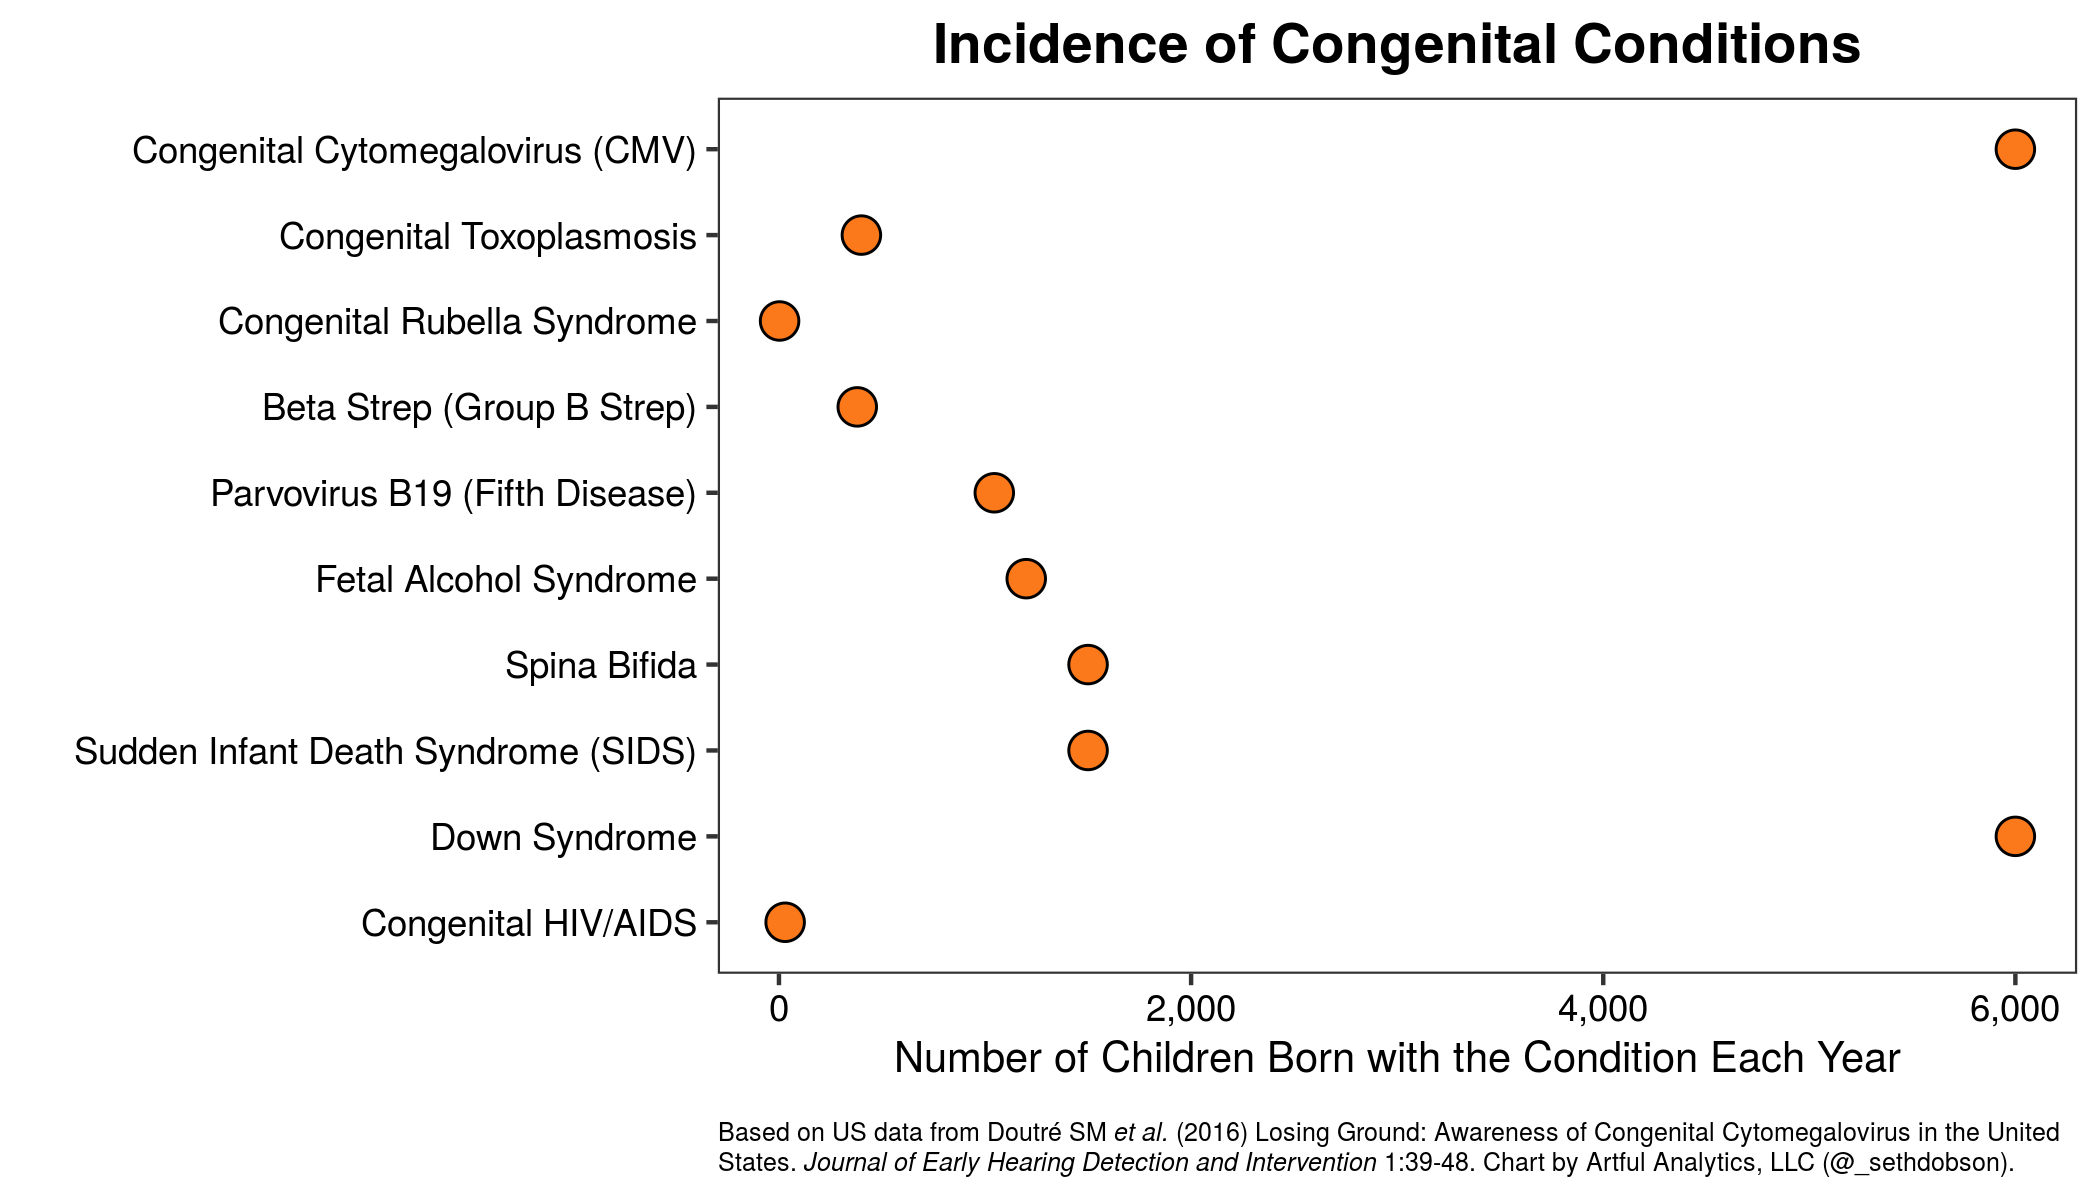 Incidence of Congenital Conditions
Congenital Cytomegalovirus (CMV)
Congenital Toxoplasmosis
Congenital Rubella Syndrome
Beta Strep (Group B Strep)
Parvovirus B19 (Fifth Disease)
Fetal Alcohol Syndrome
Spina Bifida
Sudden Infant Death Syndrome (SIDS)
Down Syndrome
Congenital HIV/AIDS
0 2,000 4,000 6,000
Number of Children Born with the Condition Each Year
Based on US data from Doutré SM et al. (2016) Losing Ground: Awareness of Congenital Cytomegalovirus in the United
States. Journal of Early Hearing Detection and Intervention 1:39-48. Chart by Artful Analytics, LLC (@_sethdobson).